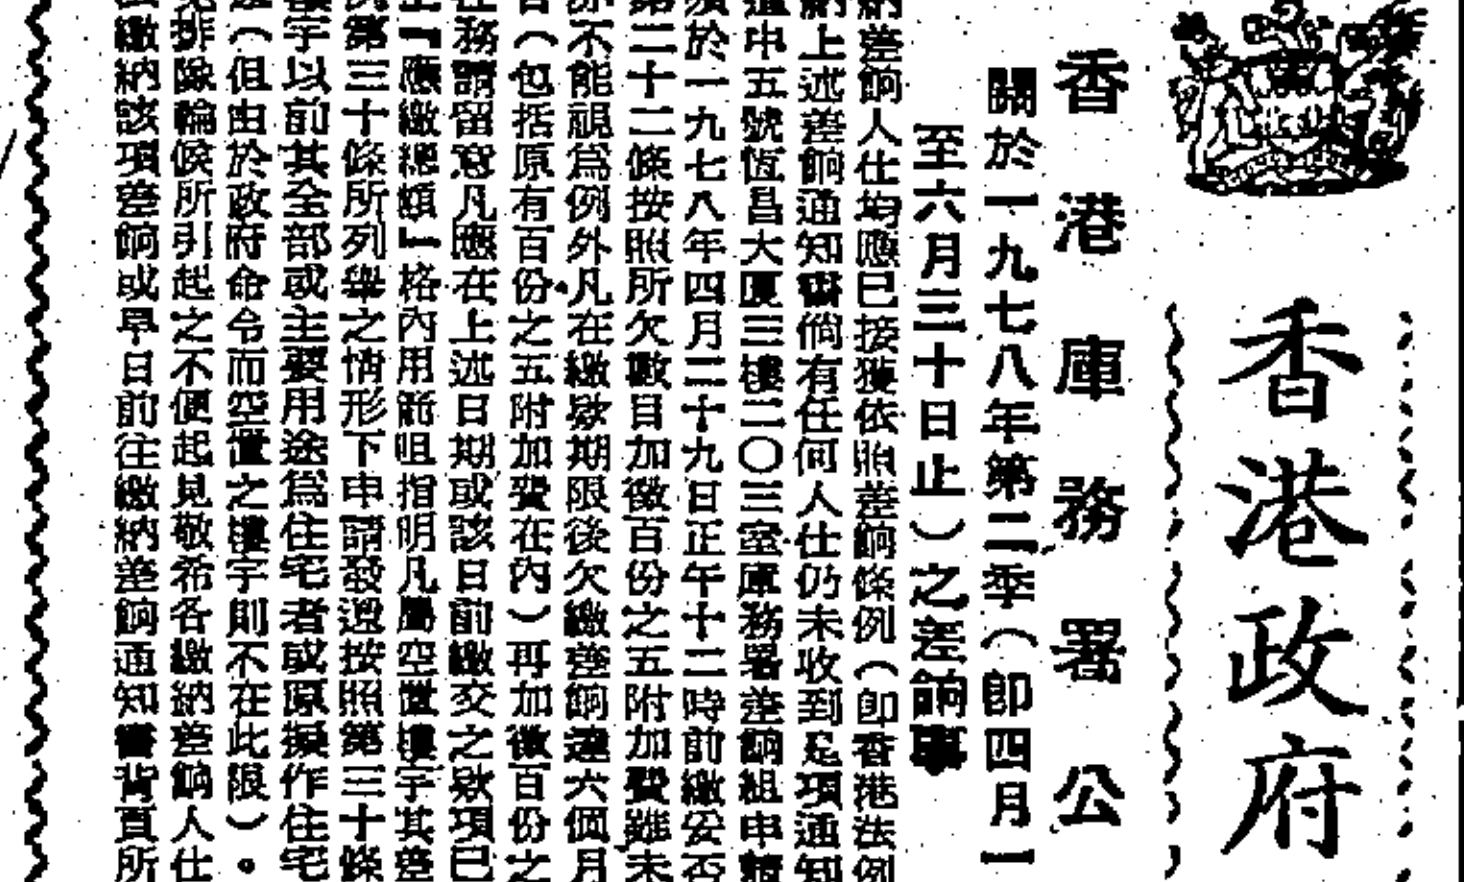 香港政府
香港庫務署公
關於一九七八年第二季（卽四月一
至六月三十日止）之差餉事
納差餉人仕均應已接獲依照差餉條例（卽香港法例
納上述差餉通知書倘有任何人仕仍未收到是項通知
道中五號恆昌大厦三樓二〇三室庫務署差餉組申請
須於一九七八年四月二十九日正午十二時前繳妥否
第二十二條按照所欠數目加徵百份之五附加費雖未
亦不能視爲例外凡在繳欵期限後欠繳差餉達六個月
百（包括原有百份之五附加費在內）再加徵百份之
在務請留意凡應在上述日期或該日前繳交之欵項已
上『應繳總額』格內用箭咀指明凡屬空置樓宇其差
例第三十條所列舉之情形下申請發還按照第三十條
樓宇以前其全部或主要用途爲住宅者或原擬作住宅
還（但由於政府命令而空置之樓宇則不在此限）。
免排隊輪候所引起之不便起見敬希各繳納差餉人仕
繳納該項差餉或早日前往繳納差餉通知書背頁所